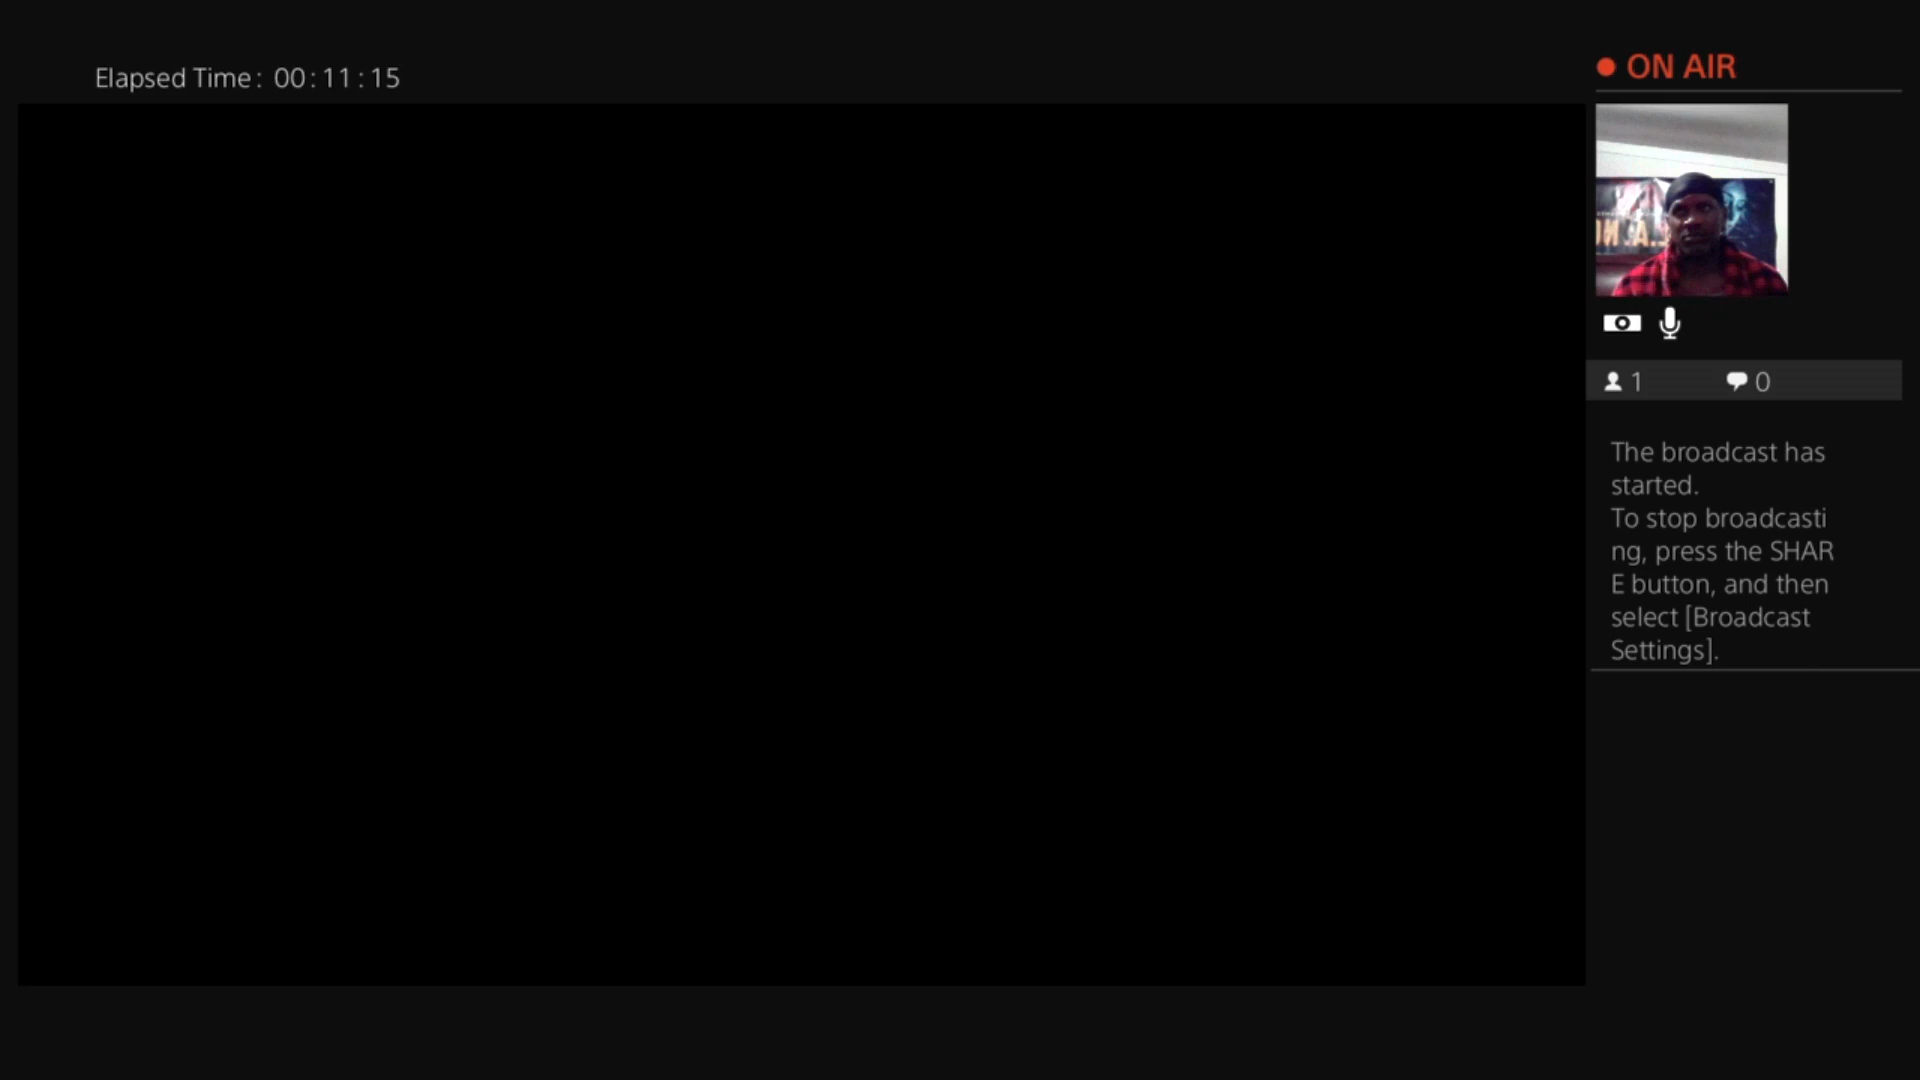 Elapsed Time: 00:11:15
ON AIR
L.A. NO
1
0
The broadcast has
started.
To stop broadcasti
ng, press the SHAR
E button, and then
select [Broadcast
Settings].